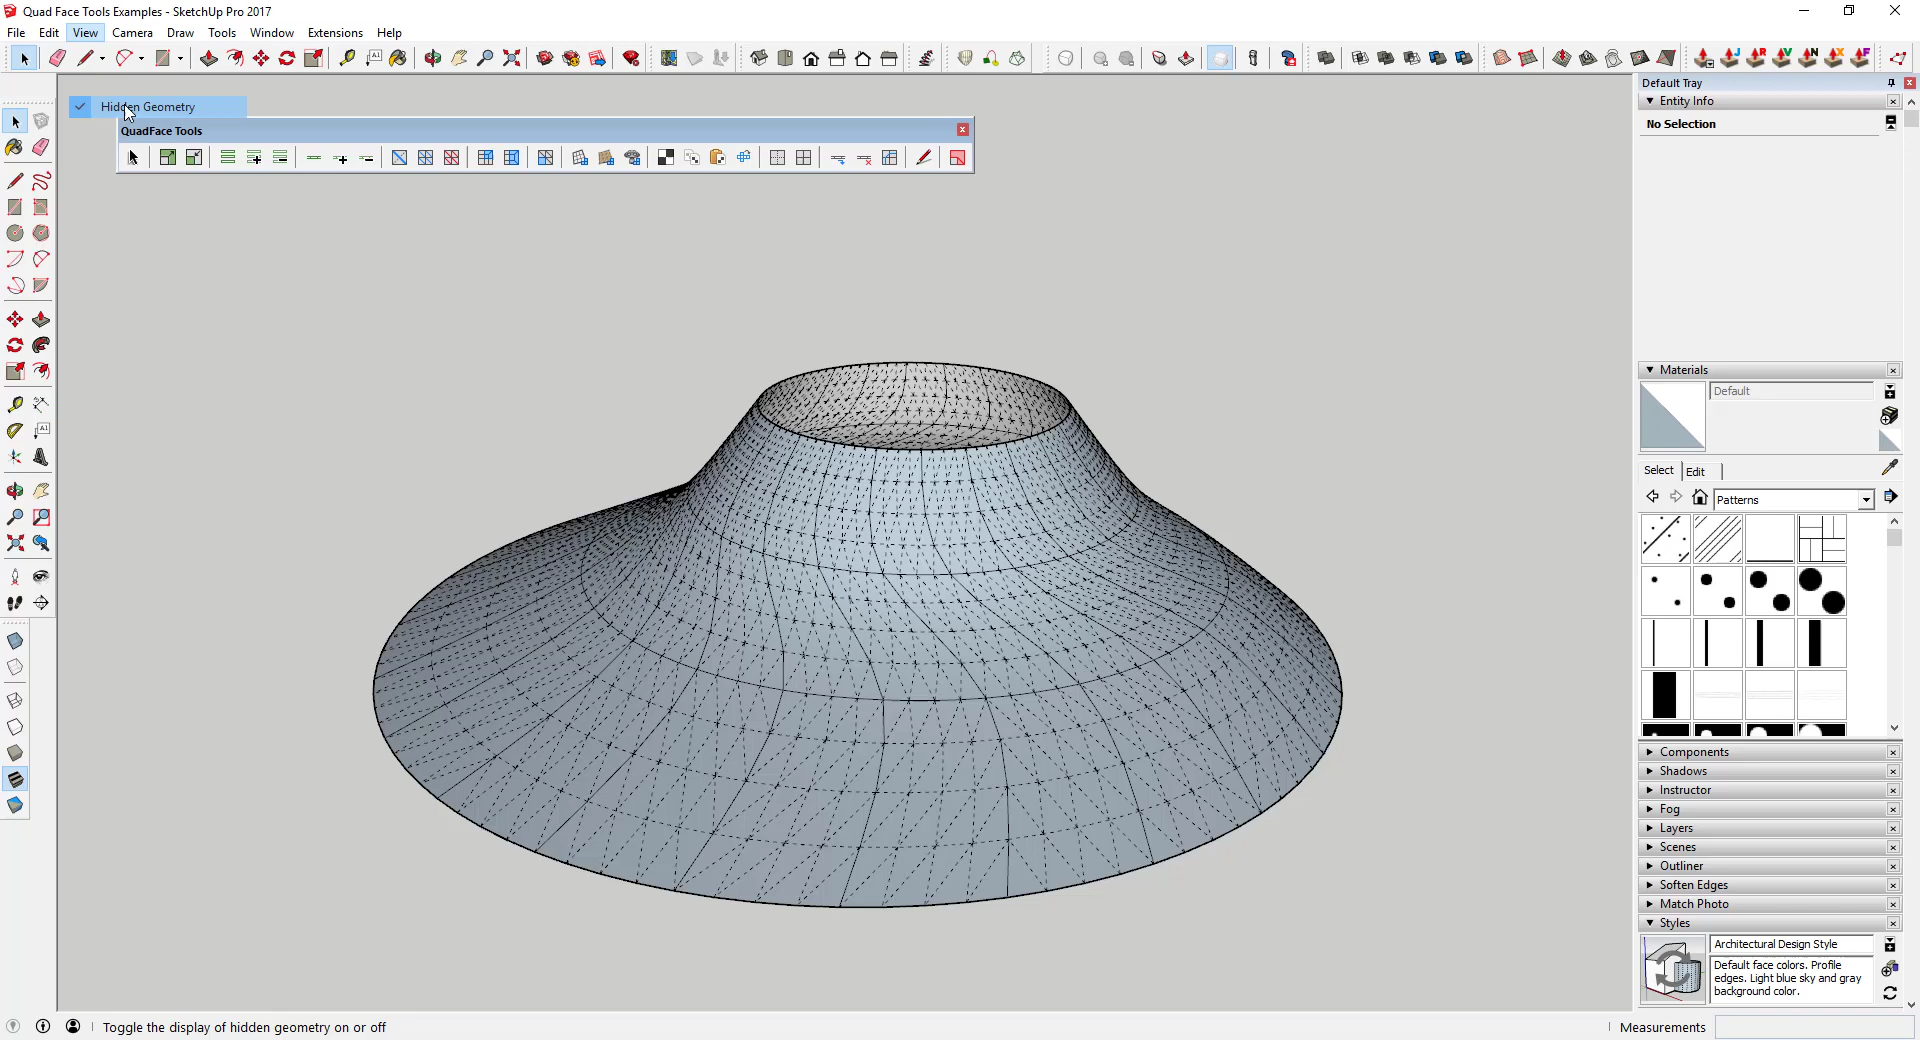 Quad Face Tools Examples - SketchUp Pro 2017
File Edit View Camera Draw Tools Window Extensions Help
Default Tray
Hidden Geometry
QuadFace Tools
Entity Info
No Selection
Materials
Default
Select Edit
Patterns
Components
Shadows
Instructor
Fog
Layers
Scenes
Outliner
Soften Edges
Match Photo
Styles
Architectural Design Style
Default face colors. Profile
edges. Light blue sky and gray
background color.
Toggle the display of hidden geometry on or off
Measurements